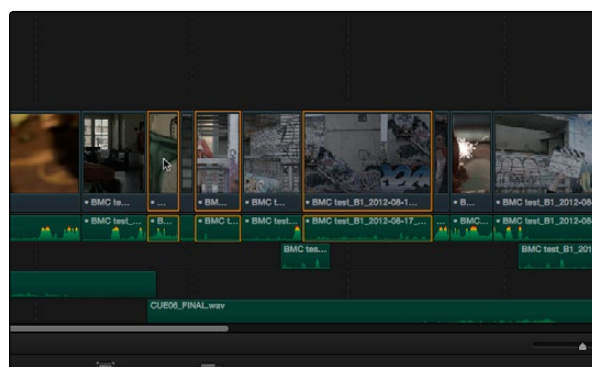 • BMC te...
• ...
• BM...
• BMC t...
• BMC test_B1_2012-08-1...
• B...
• BMC test_B1_2012-08
• BMC test_...
• B...
• BMC t...
• BMC test...
• BMC test_B1_2012-08-17_...
...
• BMC...
• BMC test_B1_2012-08
BMC tes...
BMC test_B1_201
CUE06_FINAL.wav